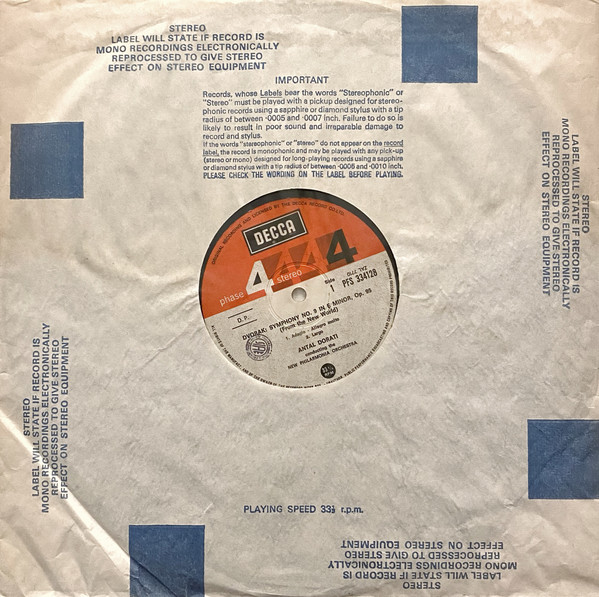 STEREO
LABEL WILL STATE IF RECORD IS
MONO RECORDINGS ELECTRONICALLY
REPROCESSED TO GIVE STEREO
EFFECT ON STEREO EQUIPMENT
IMPORTANT
Records, whose Labels bear the words "Stereophonic" or
"Stereo" must be played with a pickup designed for stereo-
phonic records using a sapphire or diamond stylus with a tip
radius of between ·0005 and ·0007 inch. Failure to do so is
likely to result in poor sound and irreparable damage to
record and stylus.
If the words "stereophonic" or "stereo" do not appear on the record
label, the record is monophonic and may be played with any pick-up
(stereo or mono) designed for long-playing records using a sapphire
or diamond stylus with a tip radius of between ·0005 and ·0010 inch.
PLEASE CHECK THE WORDING ON THE LABEL BEFORE PLAYING.
STEREO
LABEL WILL STATE IF RECORD IS
MONO RECORDINGS ELECTRONICALLY
REPROCESSED TO GIVE STEREO
EFFECT ON STEREO EQUIPMENT
DECCA
phase 4 stereo
444
Side
1
PFS 334128
D.P.
DVORAK: SYMPHONY NO. 9 IN E MINOR, Op. 95
(From the New World)
1. Adagio - Allegro molto
2. Largo
ANTAL DORATI
conducting the
NEW PHILHARMONIA ORCHESTRA
33⅓
STEREO
LABEL WILL STATE IF RECORD IS
MONO RECORDINGS ELECTRONICALLY
REPROCESSED TO GIVE STEREO
EFFECT ON STEREO EQUIPMENT
PLAYING SPEED 33⅓ r.p.m.
STEREO
LABEL WILL STATE IF RECORD IS
MONO RECORDINGS ELECTRONICALLY
REPROCESSED TO GIVE STEREO
EFFECT ON STEREO EQUIPMENT